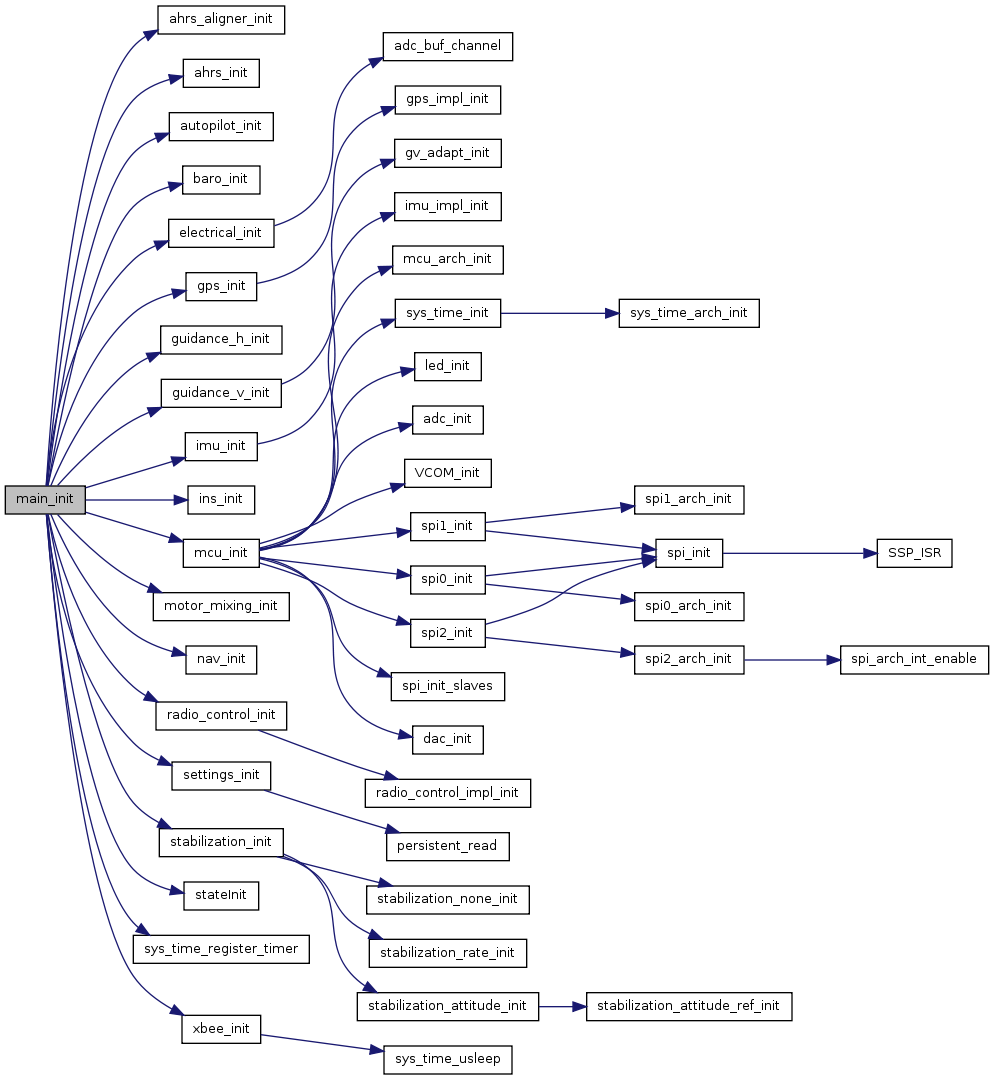 ahrs_aligner_init
ahrs_init
autopilot_init
baro_init
electrical_init
gps_init
guidance_h_init
guidance_v_init
imu_init
main_init
ins_init
mcu_init
motor_mixing_init
nav_init
radio_control_init
settings_init
stabilization_init
stateInit
sys_time_register_timer
xbee_init
adc_buf_channel
gps_impl_init
gv_adapt_init
imu_impl_init
mcu_arch_init
sys_time_init
led_init
adc_init
VCOM_init
spi1_init
spi0_init
spi2_init
spi_init_slaves
dac_init
radio_control_impl_init
persistent_read
stabilization_none_init
stabilization_rate_init
stabilization_attitude_init
sys_time_usleep
sys_time_arch_init
spi1_arch_init
spi_init
spi0_arch_init
spi2_arch_init
stabilization_attitude_ref_init
SSP_ISR
spi_arch_int_enable